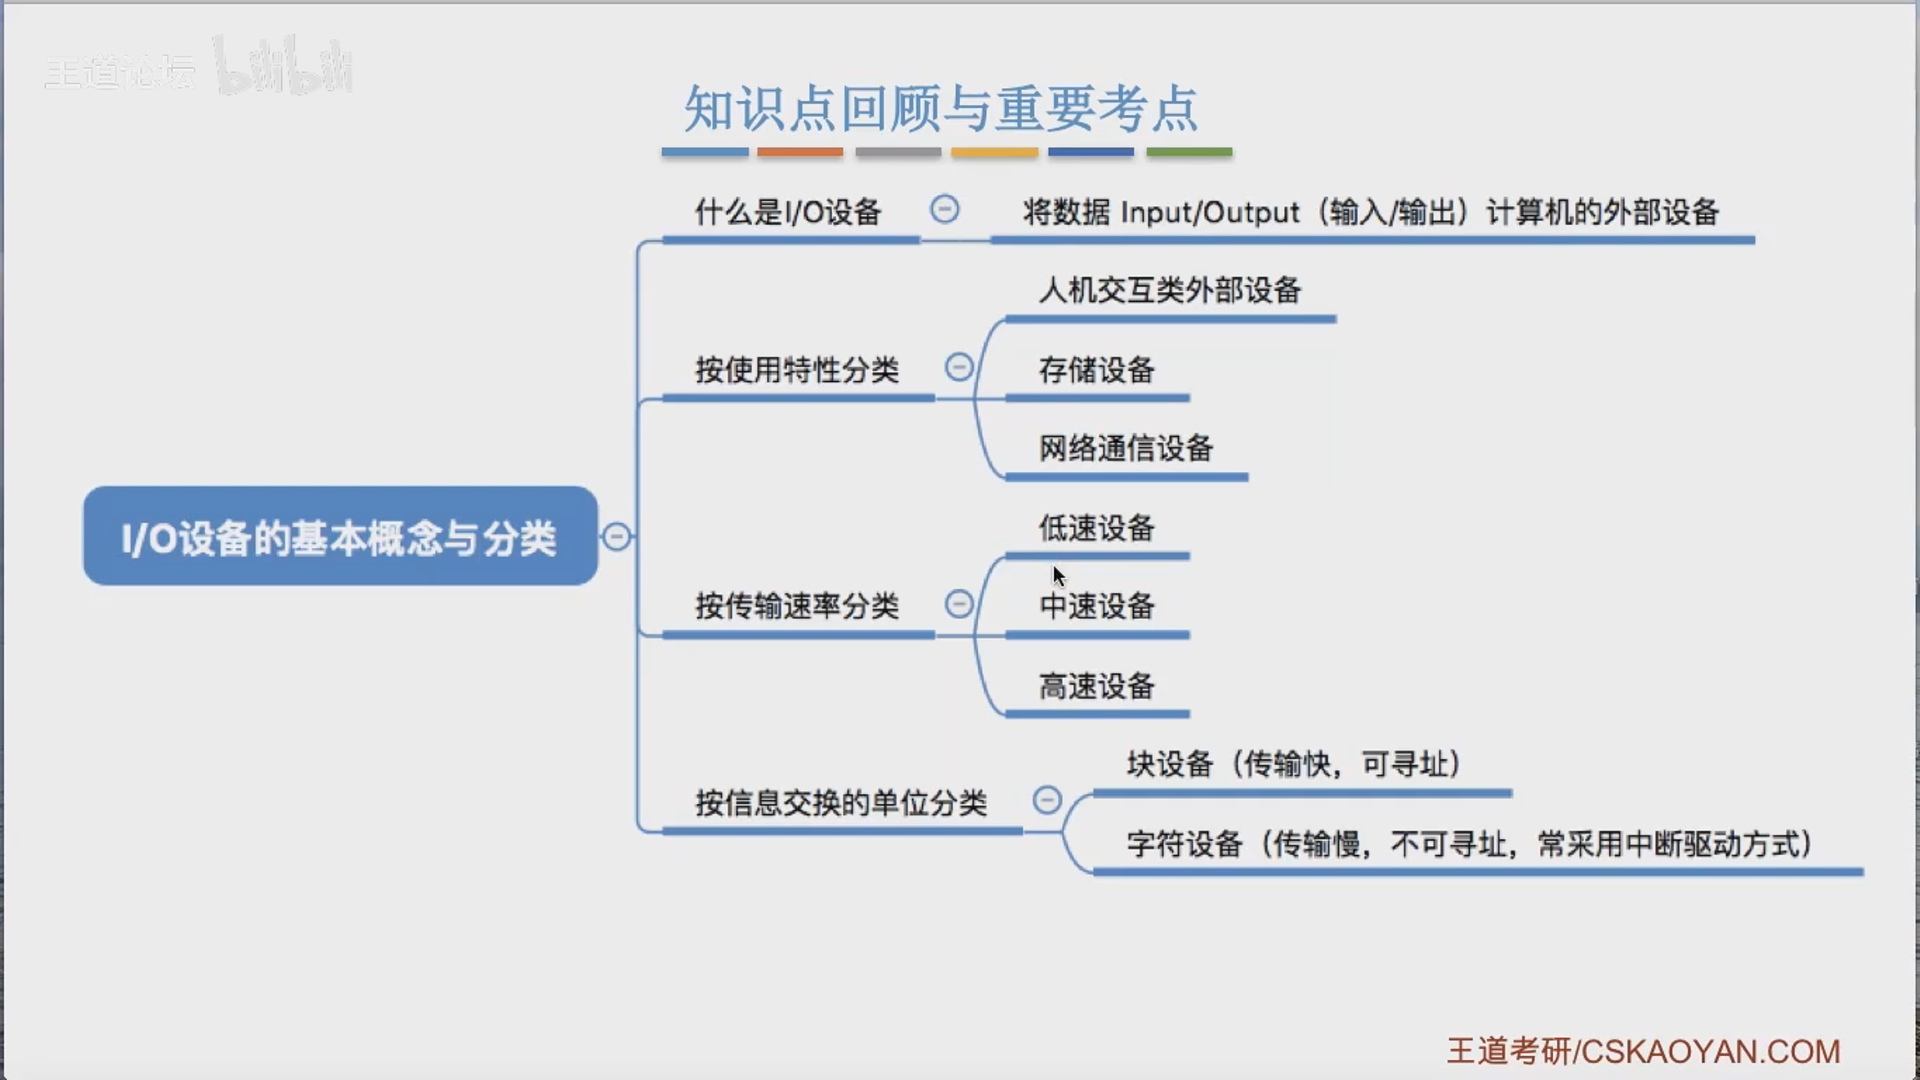 王道论坛 bilibili
知识点回顾与重要考点
什么是I/O设备
将数据 Input/Output（输入/输出）计算机的外部设备
人机交互类外部设备
按使用特性分类
存储设备
网络通信设备
I/O设备的基本概念与分类
低速设备
按传输速率分类
中速设备
高速设备
块设备（传输快，可寻址）
按信息交换的单位分类
字符设备（传输慢，不可寻址，常采用中断驱动方式）
王道考研/CSKAOYAN.COM